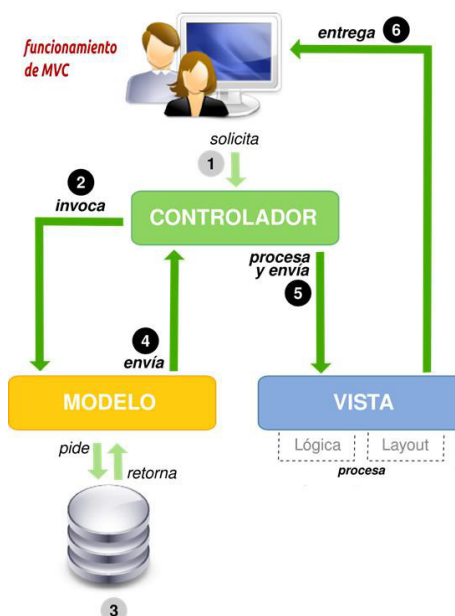 funcionamiento
de MVC
entrega 6
solicita
1
2
invoca
CONTROLADOR
procesa
y envía
5
4
envía
MODELO
VISTA
Lógica
Layout
procesa
pide
retorna
3